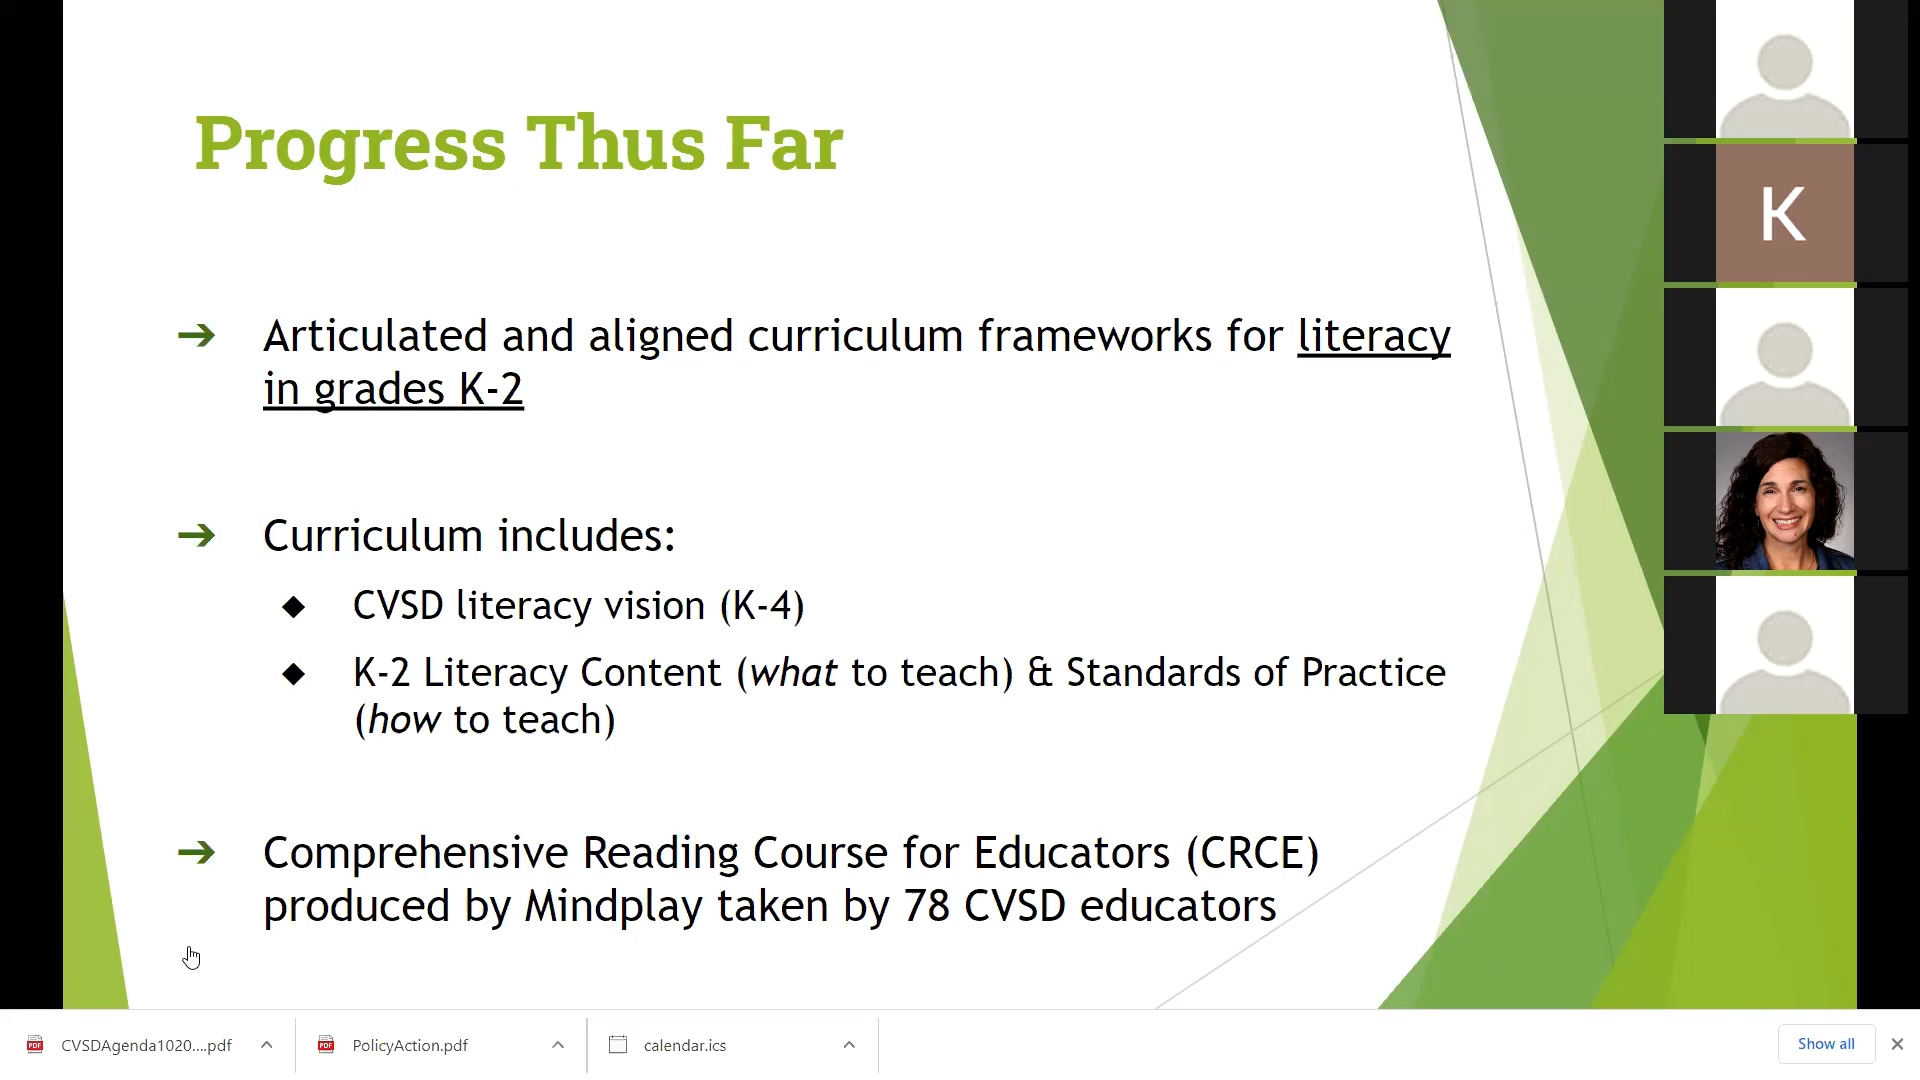 Progress Thus Far
K
➔ Articulated and aligned curriculum frameworks for literacy
in grades K-2
➔ Curriculum includes:
◆ CVSD literacy vision (K-4)
◆ K-2 Literacy Content (what to teach) & Standards of Practice
(how to teach)
➔ Comprehensive Reading Course for Educators (CRCE)
produced by Mindplay taken by 78 CVSD educators
CVSDAgenda1020....pdf
PolicyAction.pdf
calendar.ics
Show all